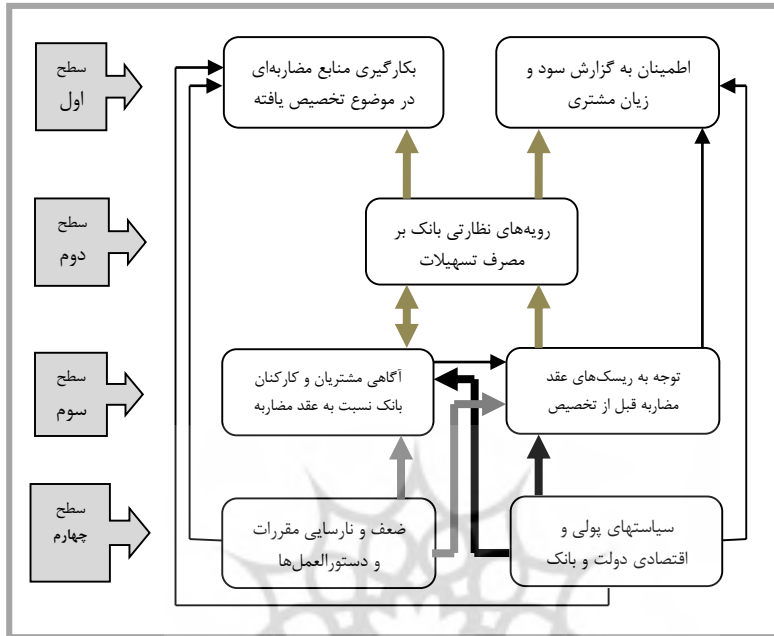 سطح
اول
اطمینان به گزارش سود و
زیان مشتری
بکارگیری منابع مضاربه‌ای
در موضوع تخصیص یافته
سطح
دوم
رویه‌های نظارتی بانک بر
مصرف تسهیلات
سطح
سوم
توجه به ریسک‌های عقد
مضاربه قبل از تخصیص
آگاهی مشتریان و کارکنان
بانک نسبت به عقد مضاربه
سطح
چهارم
سیاستهای پولی و
اقتصادی دولت و بانک
ضعف و نارسایی مقررات
و دستورالعمل‌ها